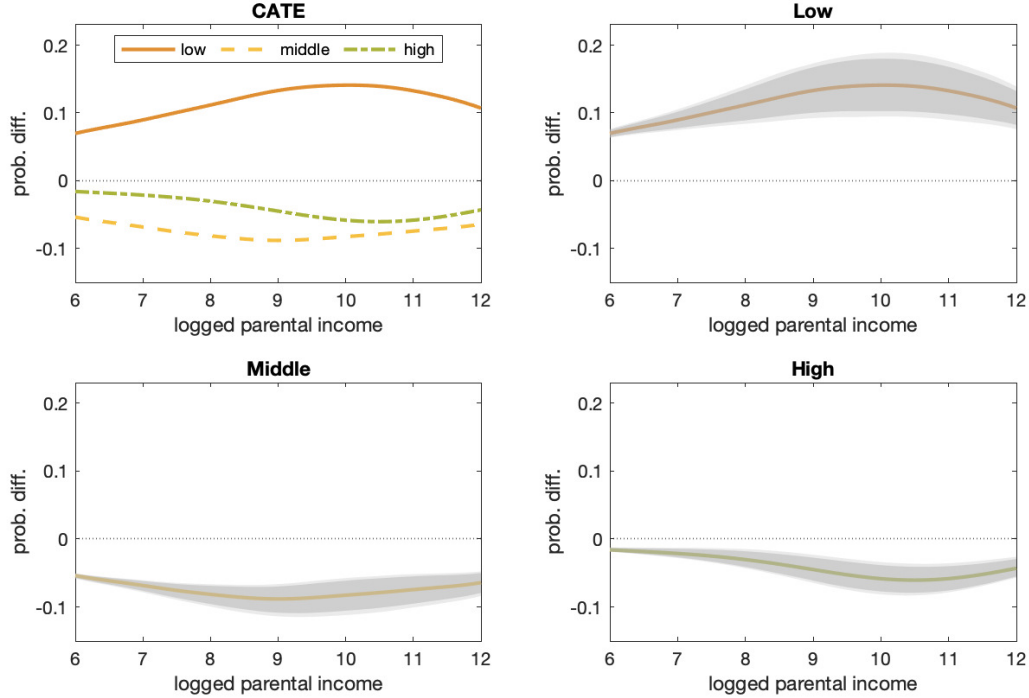 CATE
0.2
0.1
0
-0.1
prob. diff.
low middle high
6 7 8 9 10 11 12
logged parental income
Low
0.2
0.1
0
-0.1
prob. diff.
6 7 8 9 10 11 12
logged parental income
Middle
0.2
0.1
0
-0.1
prob. diff.
6 7 8 9 10 11 12
logged parental income
High
0.2
0.1
0
-0.1
prob. diff.
6 7 8 9 10 11 12
logged parental income